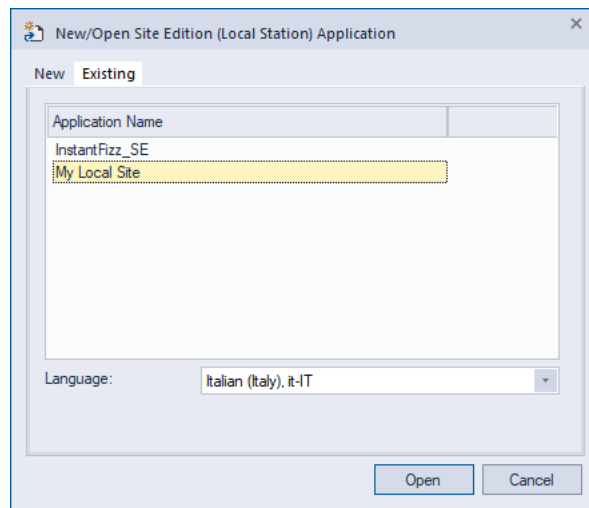 New/Open Site Edition (Local Station) Application
New Existing
Application Name
InstantFizz_SE
My Local Site
Language: Italian (Italy), it-IT
Open Cancel